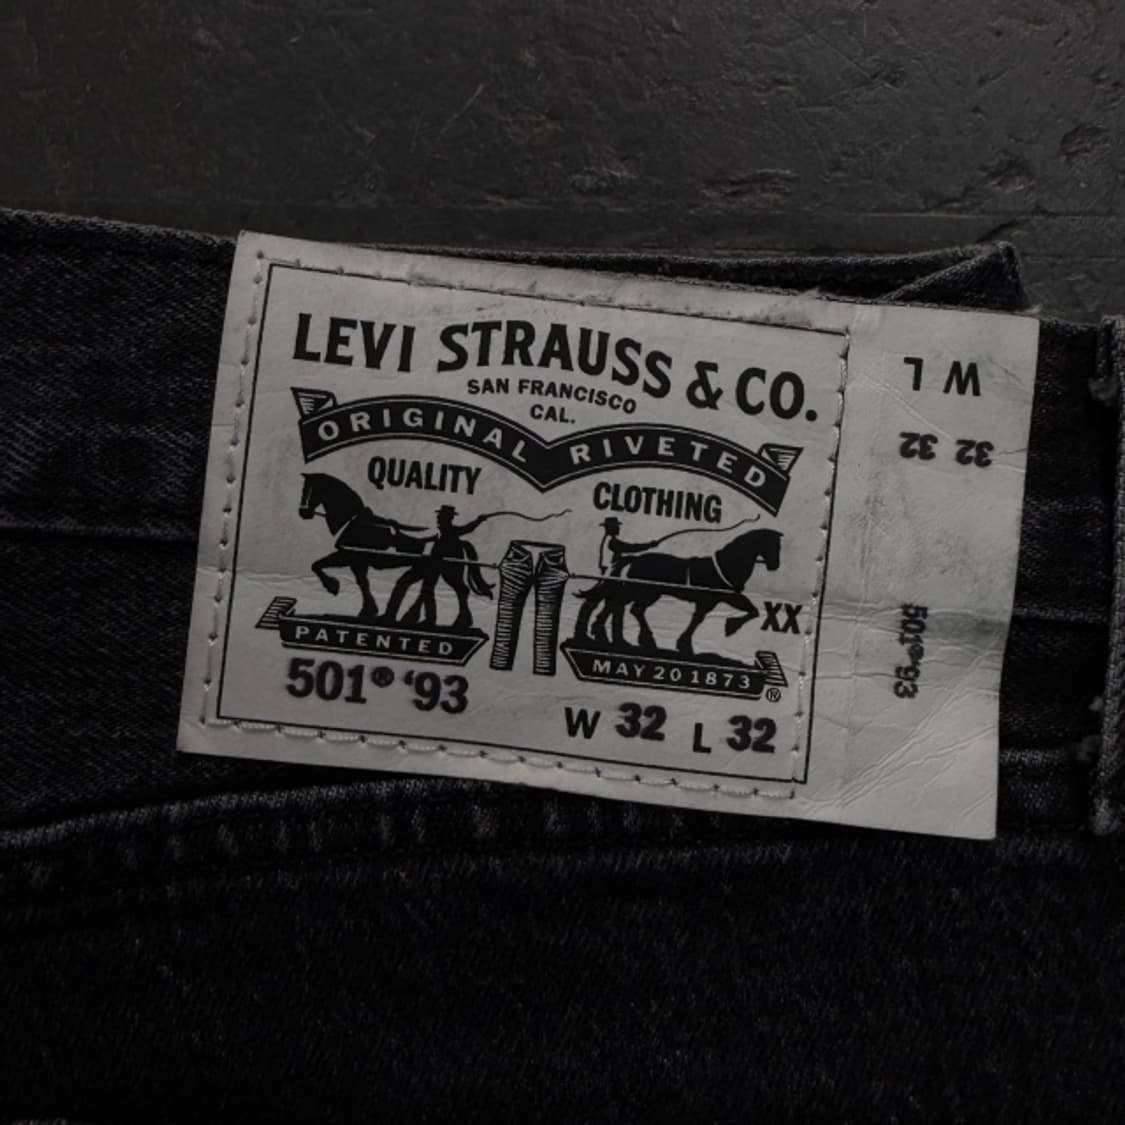 LEVI STRAUSS & CO.
SAN FRANCISCO
CAL.
ORIGINAL RIVETED
QUALITY CLOTHING
XX
PATENTED MAY 20 1873 ®
501® ‘93
W 32 L 32
W L
32 32
501® ‘93